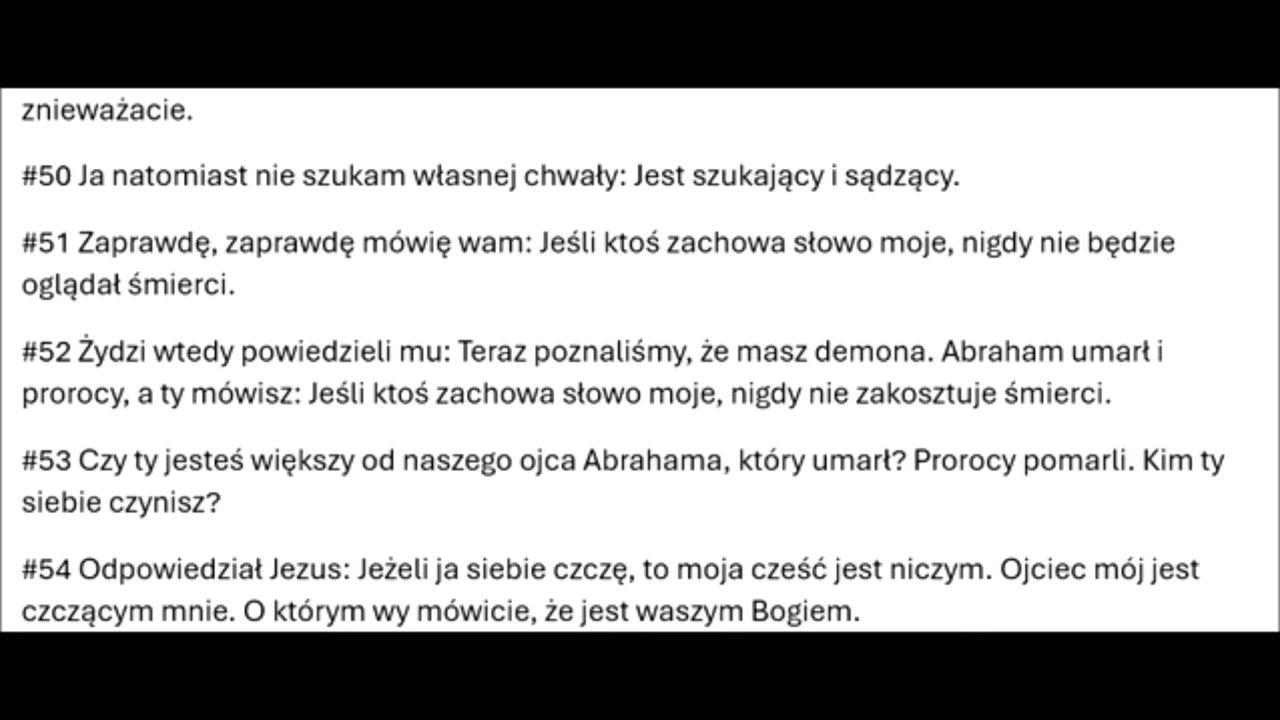 znieważacie.
#50 Ja natomiast nie szukam własnej chwały: Jest szukający i sądzący.
#51 Zaprawdę, zaprawdę mówię wam: Jeśli ktoś zachowa słowo moje, nigdy nie będzie
oglądał śmierci.
#52 Żydzi wtedy powiedzieli mu: Teraz poznaliśmy, że masz demona. Abraham umarł i
prorocy, a ty mówisz: Jeśli ktoś zachowa słowo moje, nigdy nie zakosztuje śmierci.
#53 Czy ty jesteś większy od naszego ojca Abrahama, który umarł? Prorocy pomarli. Kim ty
siebie czynisz?
#54 Odpowiedział Jezus: Jeżeli ja siebie czczę, to moja cześć jest niczym. Ojciec mój jest
czczącym mnie. O którym wy mówicie, że jest waszym Bogiem.